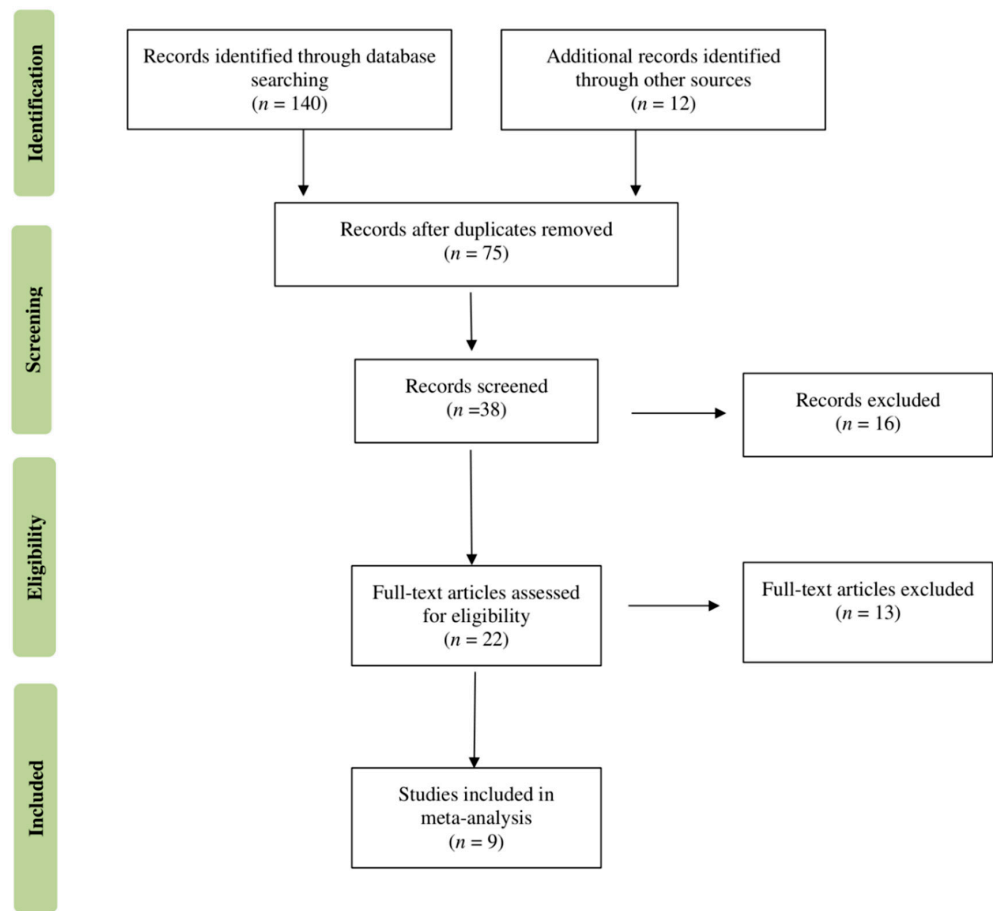 Identification
Records identified through database
searching
(n = 140)
Additional records identified
through other sources
(n = 12)
Records after duplicates removed
(n = 75)
Screening
Records screened
(n =38)
Records excluded
(n = 16)
Eligibility
Full-text articles assessed
for eligibility
(n = 22)
Full-text articles excluded
(n = 13)
Included
Studies included in
meta-analysis
(n = 9)